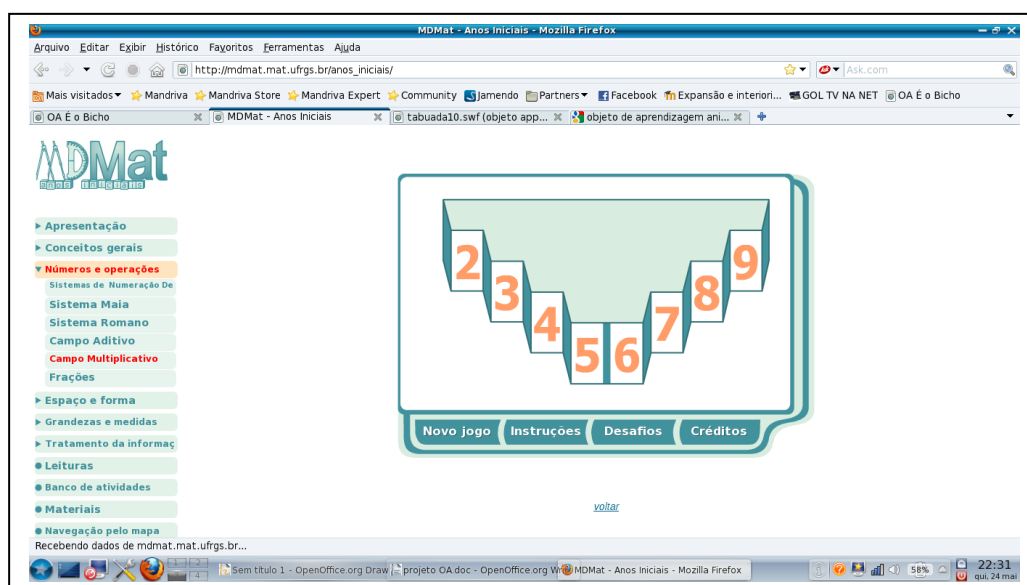 MDMat - Anos Iniciais - Mozilla Firefox
Arquivo Editar Exibir Histórico Favoritos Ferramentas Ajuda
http://mdmat.mat.ufrgs.br/anos_iniciais/
Ask.com
Mais visitados Mandriva Mandriva Store Mandriva Expert Community Jamendo Partners Facebook Expansão e interiori... GOL TV NA NET OA É o Bicho
OA É o Bicho MDMat - Anos Iniciais tabuada10.swf (objeto app... objeto de aprendizagem ani...
MDMat
anos iniciais
Apresentação
Conceitos gerais
Números e operações
Sistemas de Numeração De
Sistema Maia
Sistema Romano
Campo Aditivo
Campo Multiplicativo
Frações
Espaço e forma
Grandezas e medidas
Tratamento da informaç
Leituras
Banco de atividades
Materiais
Navegação pelo mapa
2 3 4 5 6 7 8 9
Novo jogo Instruções Desafios Créditos
voltar
Recebendo dados de mdmat.mat.ufrgs.br...
1 2
4
Sem título 1 - OpenOffice.org Draw projeto OA doc - OpenOffice.org Wr MDMat - Anos Iniciais - Mozilla Firefox
58%
22:31
qui, 24 mai